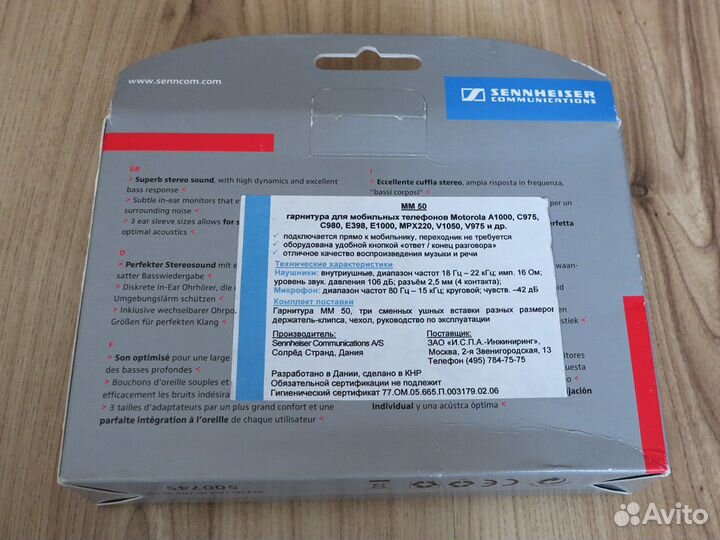 www.senncom.com
SENNHEISER
COMMUNICATIONS
GB
> Superb stereo sound, with high dynamics and excellent
bass response <
> Subtle in-ear monitors that
surrounding noise <
> 3 ear sleeve sizes allows for
optimal acoustics >
I
> Eccellente cuffia stereo, ampia risposta in frequenza,
"bassi corposi" <
MM 50
гарнитура для мобильных телефонов Motorola A1000, C975,
C980, E398, E1000, MPX220, V1050, V975 и др.
✓ подключается прямо к мобильнику, переходник не требуется
✓ оборудована удобной кнопкой «ответ / конец разговора»
✓ отличное качество воспроизведения музыки и речи
Технические характеристики
Наушники: внутриушные, диапазон частот 18 Гц – 22 кГц; имп. 16 Ом;
уровень звук. давления 106 дБ; разъём 2,5 мм (4 контакта);
Микрофон: диапазон частот 80 Гц – 15 кГц; круговой; чувств. –42 дБ
Комплект поставки
Гарнитура ММ 50, три сменных ушных вставки разных размеров,
держатель-клипса, чехол, руководство по эксплуатации
Производитель:
Sennheiser Communications A/S
Солрёд Странд, Дания
Поставщик:
ЗАО «И.С.П.А.-Инжиниринг»,
Москва, 2-я Звенигородская, 13
Телефон (495) 784-75-75
Разработано в Дании, сделано в КНР
Обязательной сертификации не подлежит
Гигиенический сертификат 77.ОМ.05.665.П.003179.02.06
D
> Perfekter Stereosound mit
satter Basswiedergabe <
> Diskrete In-Ear Ohrhörer, die
Umgebungslärm schützen <
> Inklusive wechselbarer
Größen für perfekten Klang <
F
> Son optimisé pour une large
des basses profondes <
> Bouchons d'oreille souples et
efficacement les bruits
> 3 tailles d'adaptateurs par un plus grand confort et une
parfaite intégration à l'oreille de chaque utilisateur <
individual y una acústca óptima <
500745
CE
Avito